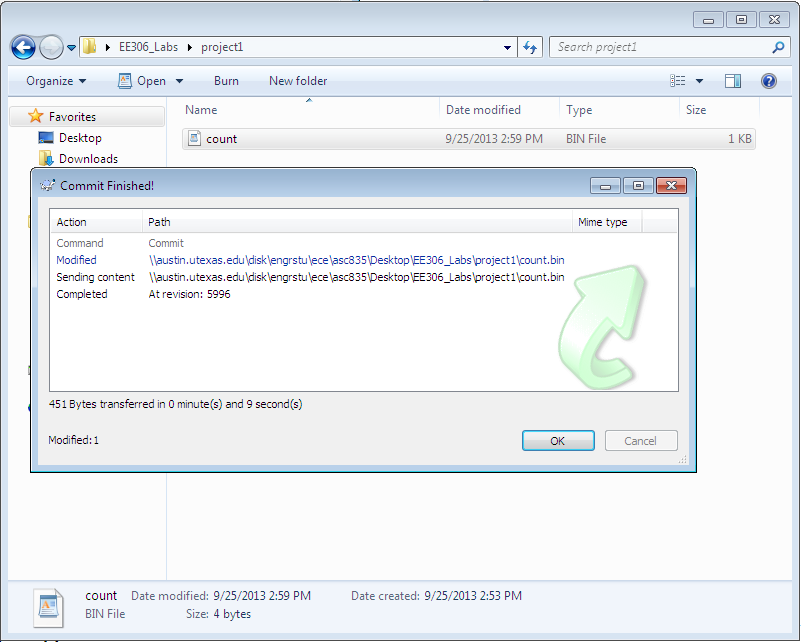 EE306_Labs project1
Search project1
Organize Open Burn New folder
Favorites
Desktop
Downloads
Name Date modified Type Size
count 9/25/2013 2:59 PM BIN File 1 KB
Commit Finished!
Action Path Mime type
Command Commit
Modified \\austin.utexas.edu\disk\engrstu\ece\asc835\Desktop\EE306_Labs\project1\count.bin
Sending content \\austin.utexas.edu\disk\engrstu\ece\asc835\Desktop\EE306_Labs\project1\count.bin
Completed At revision: 5996
451 Bytes transferred in 0 minute(s) and 9 second(s)
Modified:1
OK Cancel
count Date modified: 9/25/2013 2:59 PM Date created: 9/25/2013 2:53 PM
BIN File Size: 4 bytes